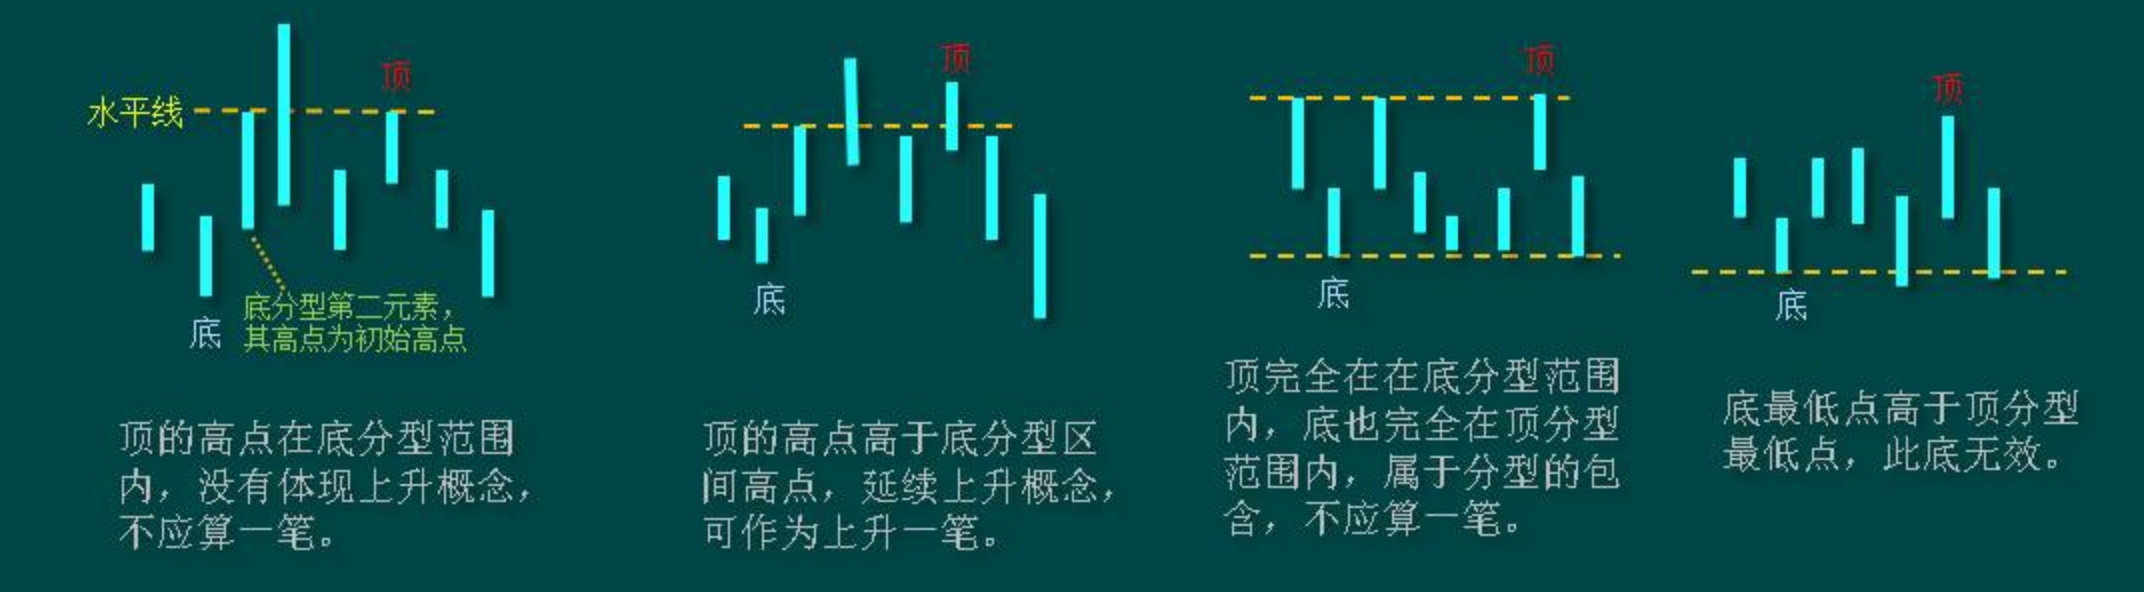 水平线
顶
底
底分型第二元素，
其高点为初始高点
顶的高点在底分型范围
内，没有体现上升概念，
不应算一笔。
顶
底
顶的高点高于底分型区
间高点，延续上升概念，
可作为上升一笔。
顶
底
顶完全在在底分型范围
内，底也完全在顶分型
范围内，属于分型的包
含，不应算一笔。
顶
底
底最低点高于顶分型
最低点，此底无效。